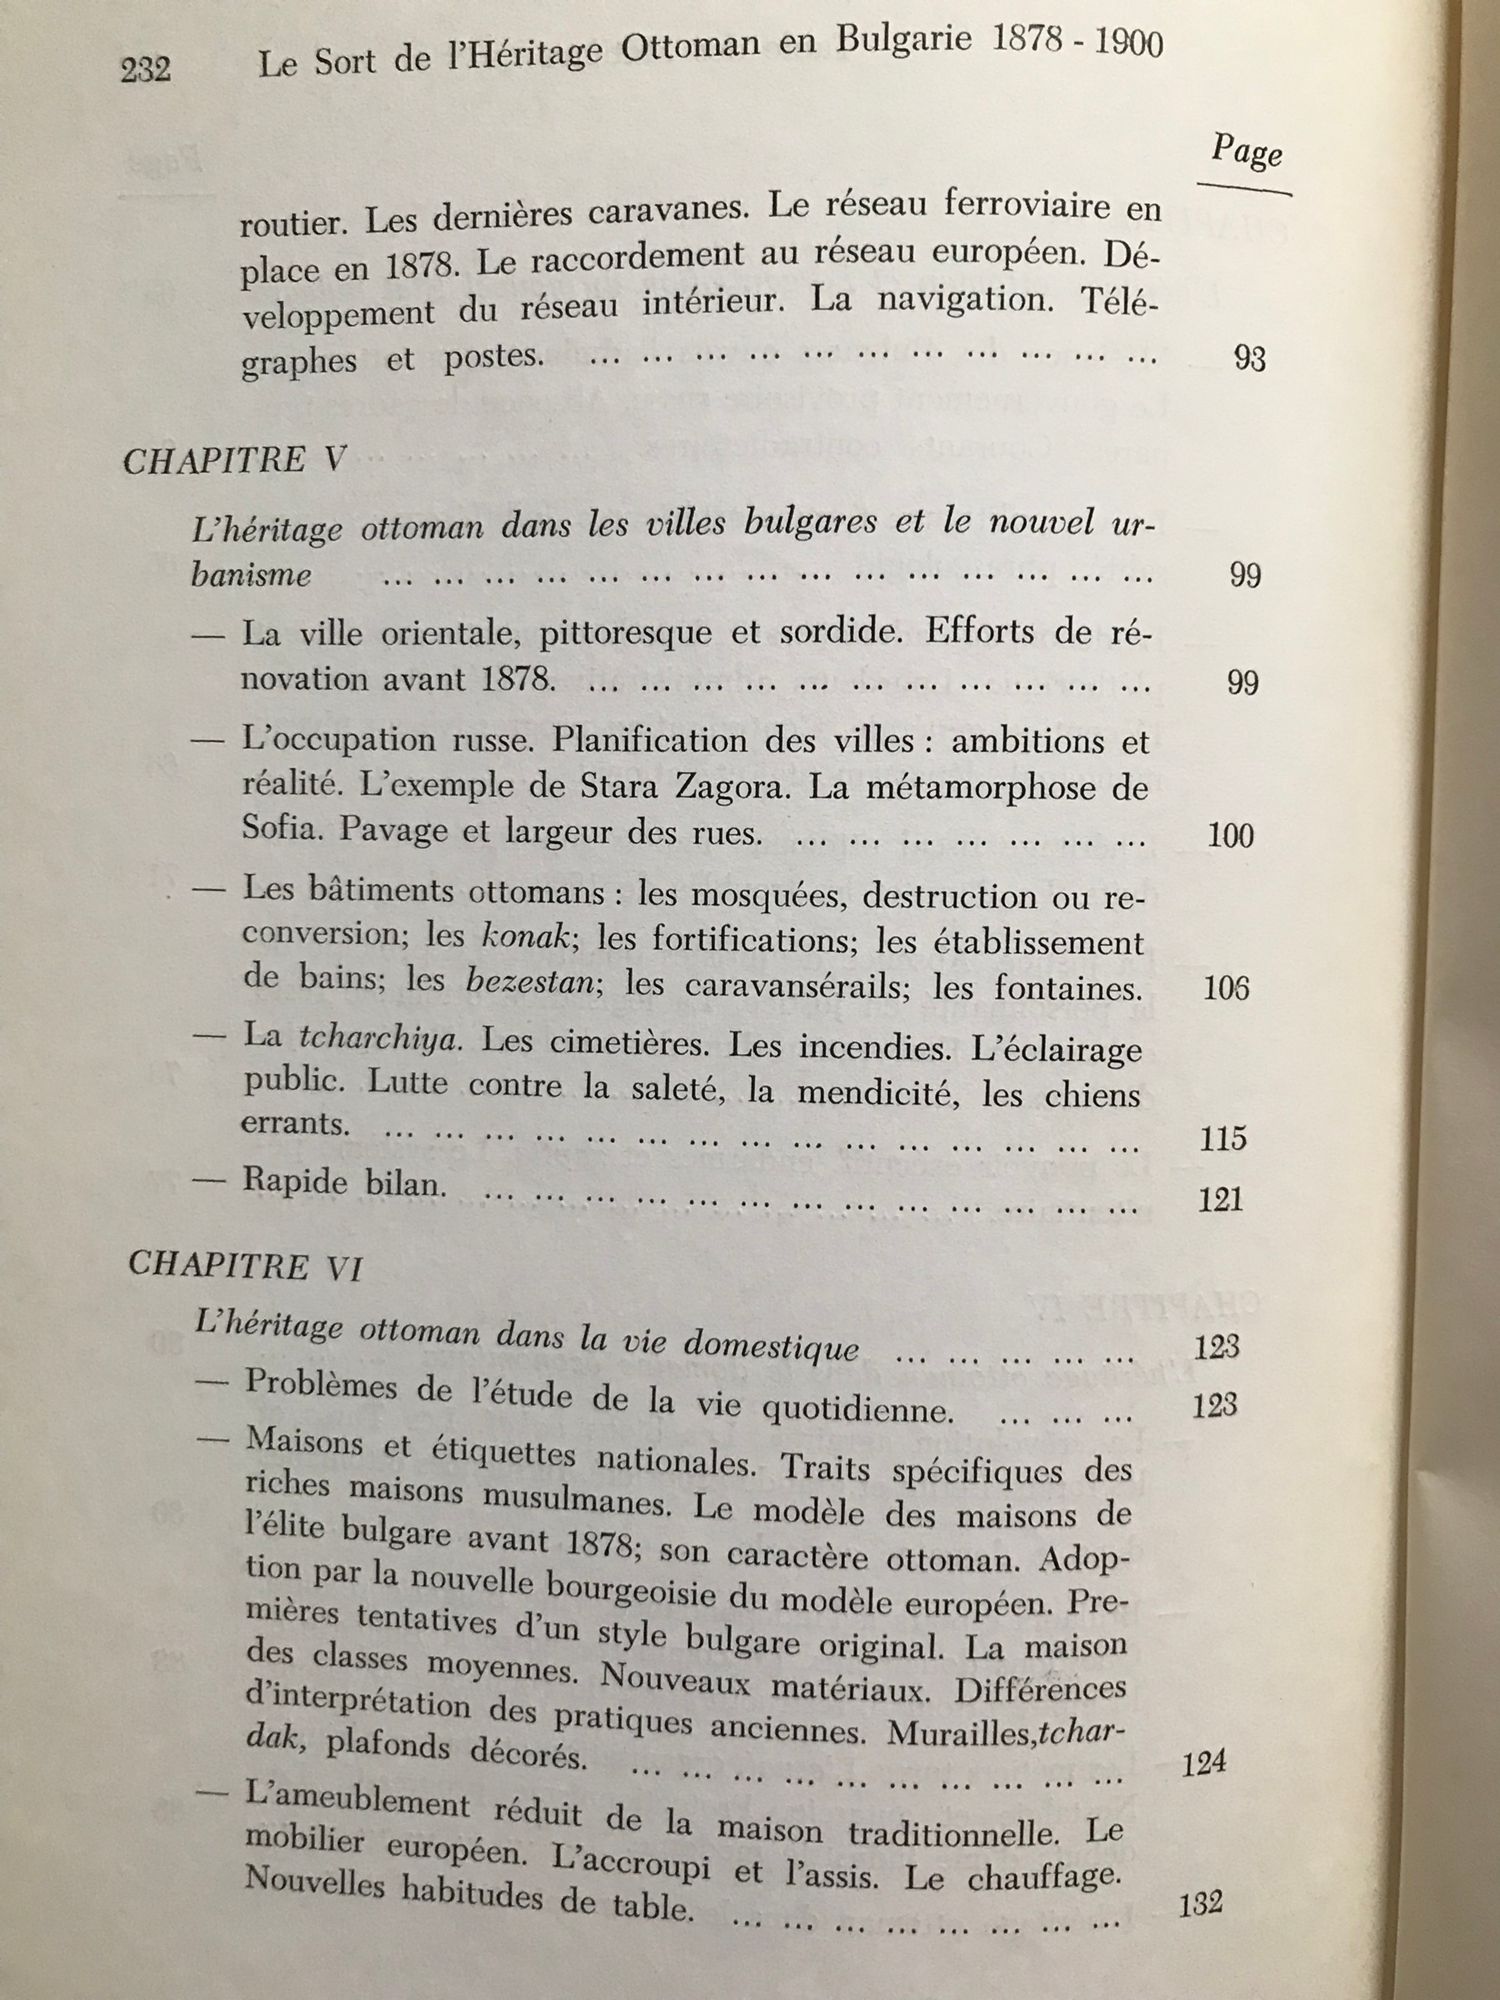 232 Le Sort de l'Héritage Ottoman en Bulgarie 1878 - 1900
Page
routier. Les dernières caravanes. Le réseau ferroviaire en
place en 1878. Le raccordement au réseau européen. Dé-
veloppement du réseau intérieur. La navigation. Télé-
graphes et postes. ... ... ... ... ... ... ... ... ... ... ... 93
CHAPITRE V
L'héritage ottoman dans les villes bulgares et le nouvel ur-
banisme ... ... ... ... ... ... ... ... ... ... ... ... ... ... ... 99
— La ville orientale, pittoresque et sordide. Efforts de ré-
novation avant 1878. ... ... ... ... ... ... ... ... ... ... ... 99
— L'occupation russe. Planification des villes : ambitions et
réalité. L'exemple de Stara Zagora. La métamorphose de
Sofia. Pavage et largeur des rues. ... ... ... ... ... ... ... 100
— Les bâtiments ottomans : les mosquées, destruction ou re-
conversion; les konak; les fortifications; les établissement
de bains; les bezestan; les caravansérails; les fontaines. 106
— La tcharchiya. Les cimetières. Les incendies. L'éclairage
public. Lutte contre la saleté, la mendicité, les chiens
errants. ... ... ... ... ... ... ... ... ... ... ... ... ... ... ... 115
— Rapide bilan. ... ... ... ... ... ... ... ... ... ... ... ... ... 121
CHAPITRE VI
L'héritage ottoman dans la vie domestique ... ... ... ... ... 123
— Problèmes de l'étude de la vie quotidienne. ... ... ... 123
— Maisons et étiquettes nationales. Traits spécifiques des
riches maisons musulmanes. Le modèle des maisons de
l'élite bulgare avant 1878; son caractère ottoman. Adop-
tion par la nouvelle bourgeoisie du modèle européen. Pre-
mières tentatives d'un style bulgare original. La maison
des classes moyennes. Nouveaux matériaux. Différences
d'interprétation des pratiques anciennes. Murailles,tchar-
dak, plafonds décorés. ... ... ... ... ... ... ... ... ... ... 124
— L'ameublement réduit de la maison traditionnelle. Le
mobilier européen. L'accroupi et l'assis. Le chauffage.
Nouvelles habitudes de table. ... ... ... ... ... ... ... ... 132